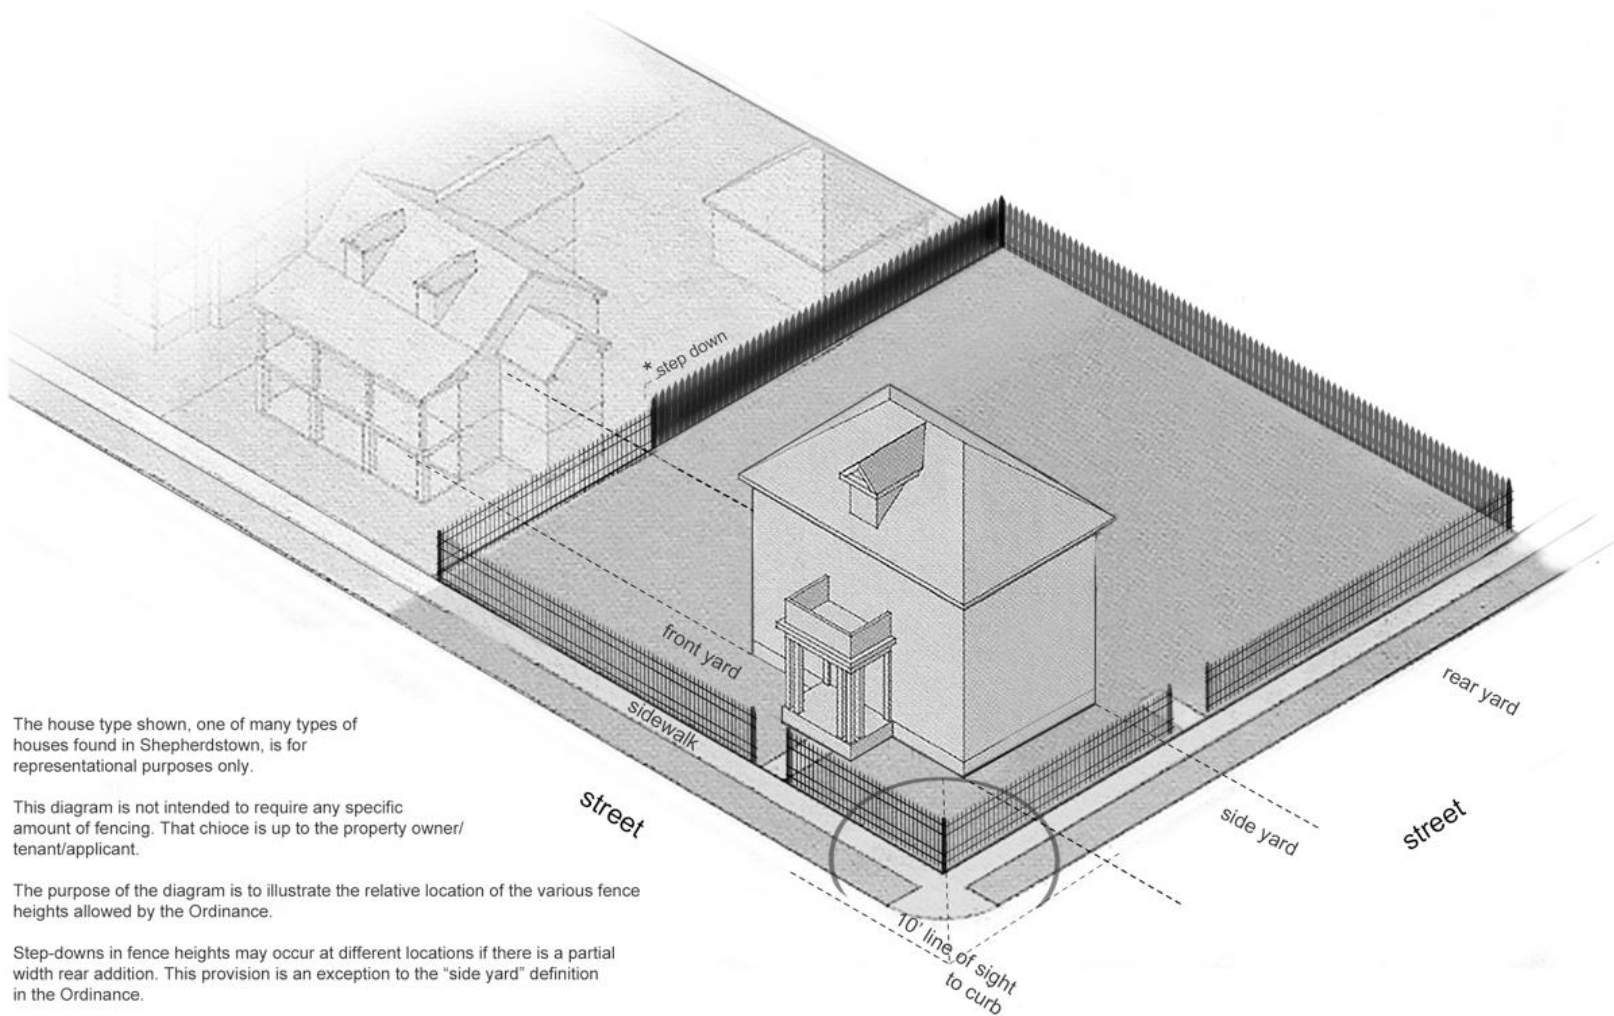 * step down
front yard
sidewalk
rear yard
side yard
street
street
10' line of sight
to curb
The house type shown, one of many types of
houses found in Shepherdstown, is for
representational purposes only.
This diagram is not intended to require any specific
amount of fencing. That chioce is up to the property owner/
tenant/applicant.
The purpose of the diagram is to illustrate the relative location of the various fence
heights allowed by the Ordinance.
Step-downs in fence heights may occur at different locations if there is a partial
width rear addition. This provision is an exception to the “side yard” definition
in the Ordinance.